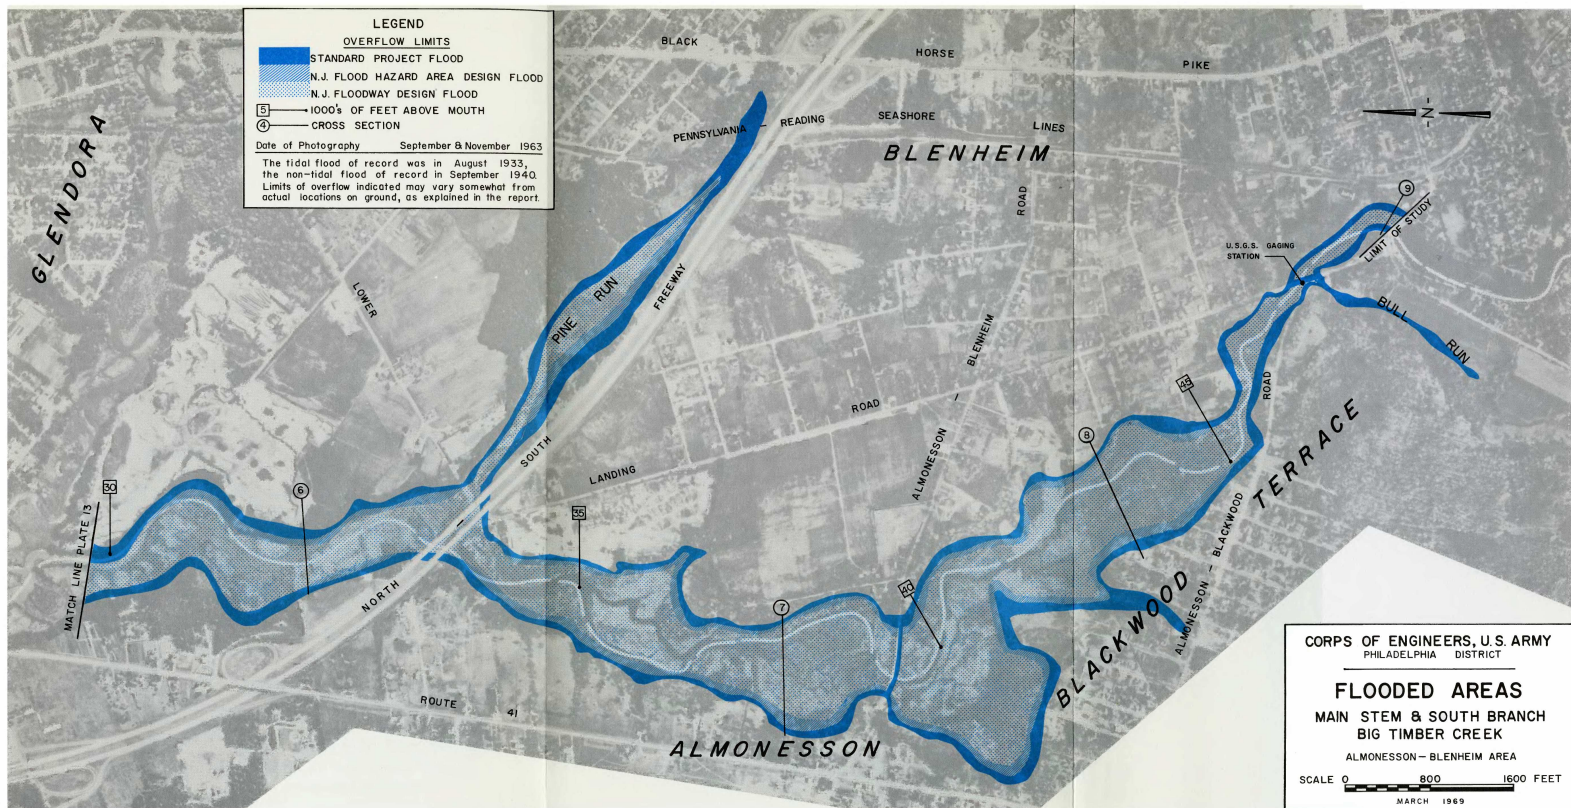 LEGEND
OVERFLOW LIMITS
STANDARD PROJECT FLOOD
N.J. FLOOD HAZARD AREA DESIGN FLOOD
N.J. FLOODWAY DESIGN FLOOD
5 1000's OF FEET ABOVE MOUTH
4 CROSS SECTION
Date of Photography September & November 1963
The tidal flood of record was in August 1933,
the non-tidal flood of record in September 1940.
Limits of overflow indicated may vary somewhat from
actual locations on ground, as explained in the report.
BLACK HORSE PIKE
PENNSYLVANIA - READING SEASHORE LINES
BLENHEIM
N
GLENDORA
ROAD
9
LIMIT OF STUDY
U.S.G.S. GAGING
STATION
LOWER
PINE RUN
FREEWAY
BULL RUN
BLENHEIM
ROAD
ROAD
45
8
ALMONESSON —
SOUTH
LANDING
30
6
35
MATCH LINE PLATE 13
NORTH —
BLACKWOOD TERRACE
ALMONESSON - BLACKWOOD
40
7
ROUTE 41
ALMONESSON
CORPS OF ENGINEERS, U.S. ARMY
PHILADELPHIA DISTRICT
FLOODED AREAS
MAIN STEM & SOUTH BRANCH
BIG TIMBER CREEK
ALMONESSON — BLENHEIM AREA
SCALE 0 800 1600 FEET
MARCH 1969